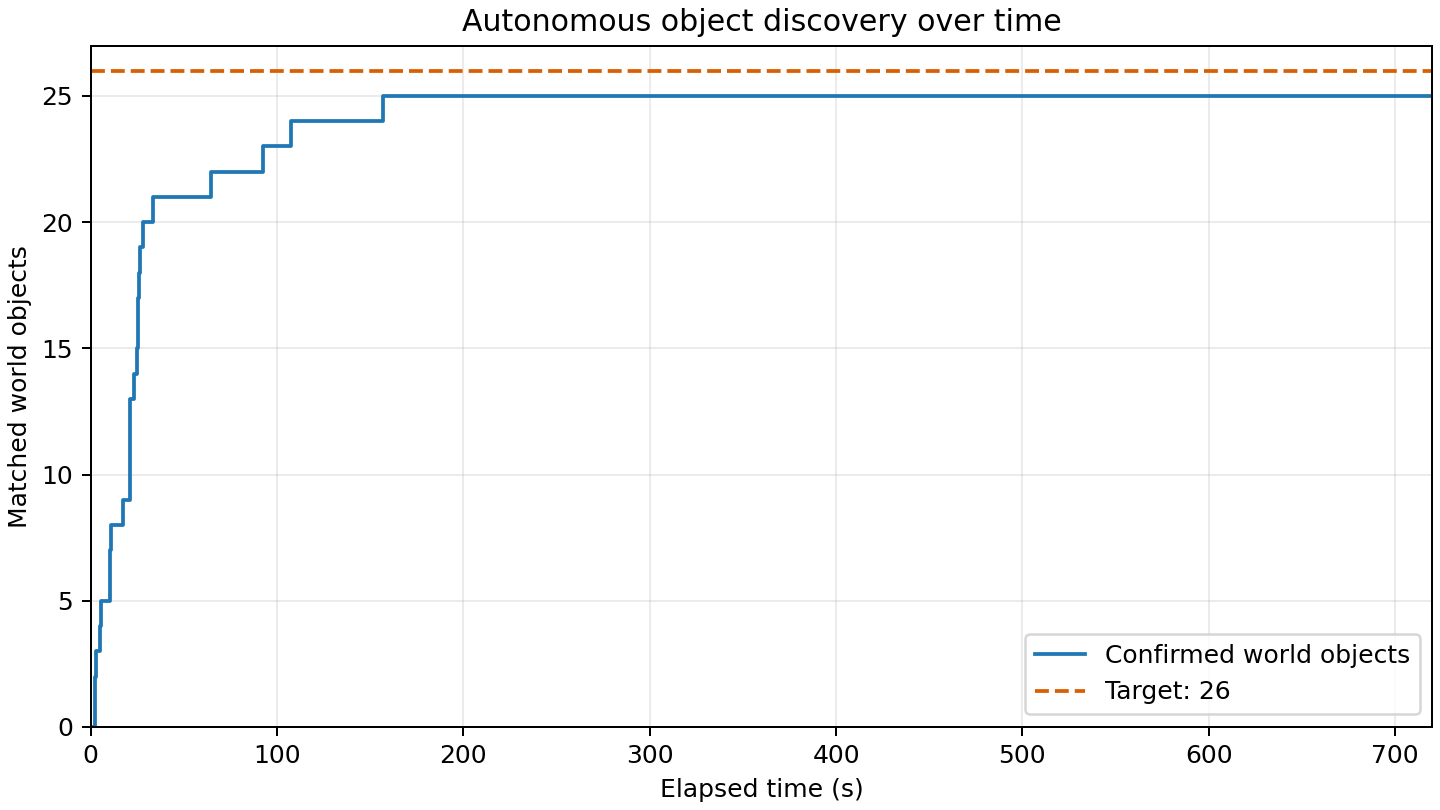 Autonomous object discovery over time
25
20
15
10
5
0
Matched world objects
Confirmed world objects
Target: 26
0 100 200 300 400 500 600 700
Elapsed time (s)